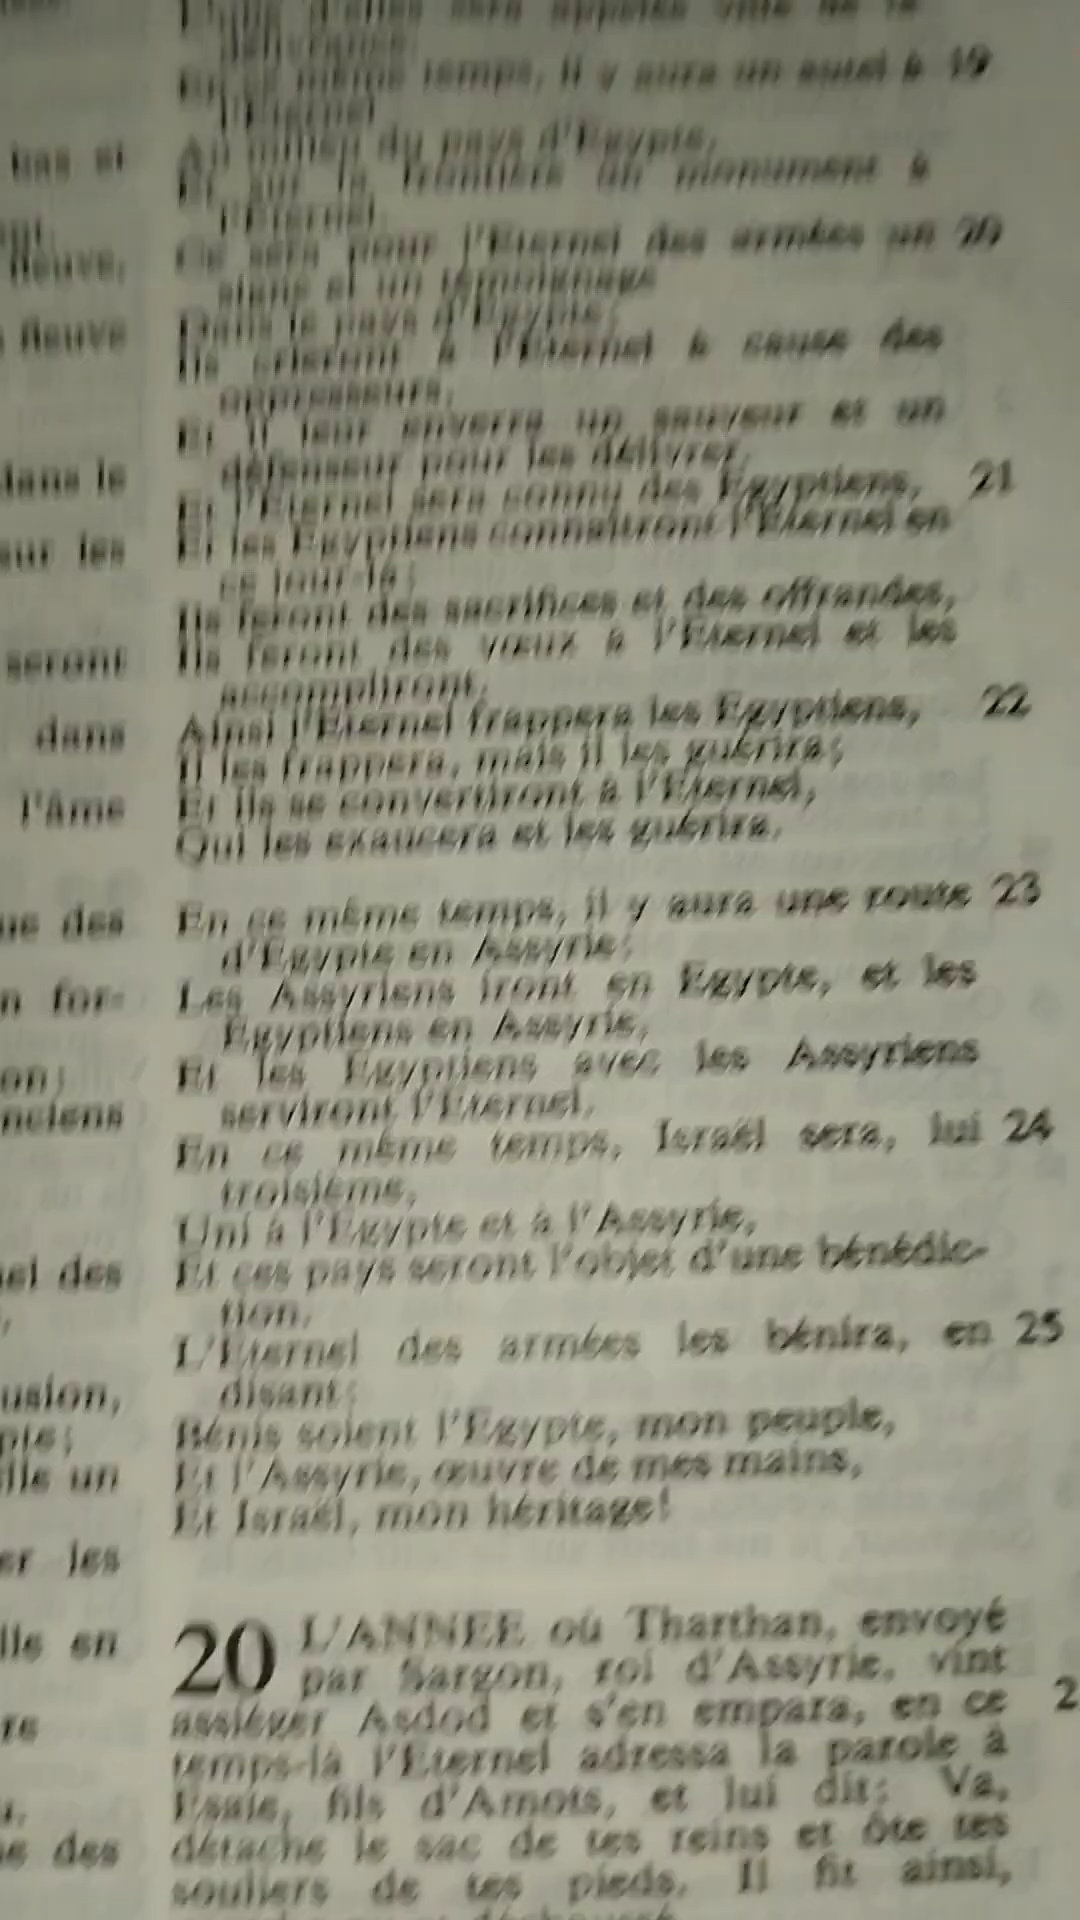 L'une d'elles sera appelée ville de la
délivrance.
En ce même temps, il y aura un autel à 19
l'Eternel
Au milieu du pays d'Egypte,
Et sur la frontière un monument à
l'Eternel.
Ce sera pour l'Eternel des armées un 20
signe et un témoignage
Dans le pays d'Egypte;
Ils crieront à l'Eternel à cause des
oppresseurs,
Et il leur enverra un sauveur et un
défenseur pour les délivrer.
Et l'Eternel sera connu des Egyptiens, 21
Et les Egyptiens connaîtront l'Eternel en
ce jour-là;
Ils feront des sacrifices et des offrandes,
Ils feront des vœux à l'Eternel et les
accompliront.
Ainsi l'Eternel frappera les Egyptiens, 22
Il les frappera, mais il les guérira;
Et ils se convertiront à l'Eternel,
Qui les exaucera et les guérira.
En ce même temps, il y aura une route 23
d'Egypte en Assyrie;
Les Assyriens iront en Egypte, et les
Egyptiens en Assyrie,
Et les Egyptiens avec les Assyriens
serviront l'Eternel.
En ce même temps, Israël sera, lui 24
troisième,
Uni à l'Egypte et à l'Assyrie,
Et ces pays seront l'objet d'une bénédic-
tion.
L'Eternel des armées les bénira, en 25
disant:
Bénis soient l'Egypte, mon peuple,
Et l'Assyrie, œuvre de mes mains,
Et Israël, mon héritage!
20 L'ANNEE où Tharthan, envoyé
par Sargon, roi d'Assyrie, vint
assiéger Asdod et s'en empara, en ce 2
temps-là l'Eternel adressa la parole à
Esaïe, fils d'Amots, et lui dit: Va,
détache le sac de tes reins et ôte tes
souliers de tes pieds. Il fit ainsi,